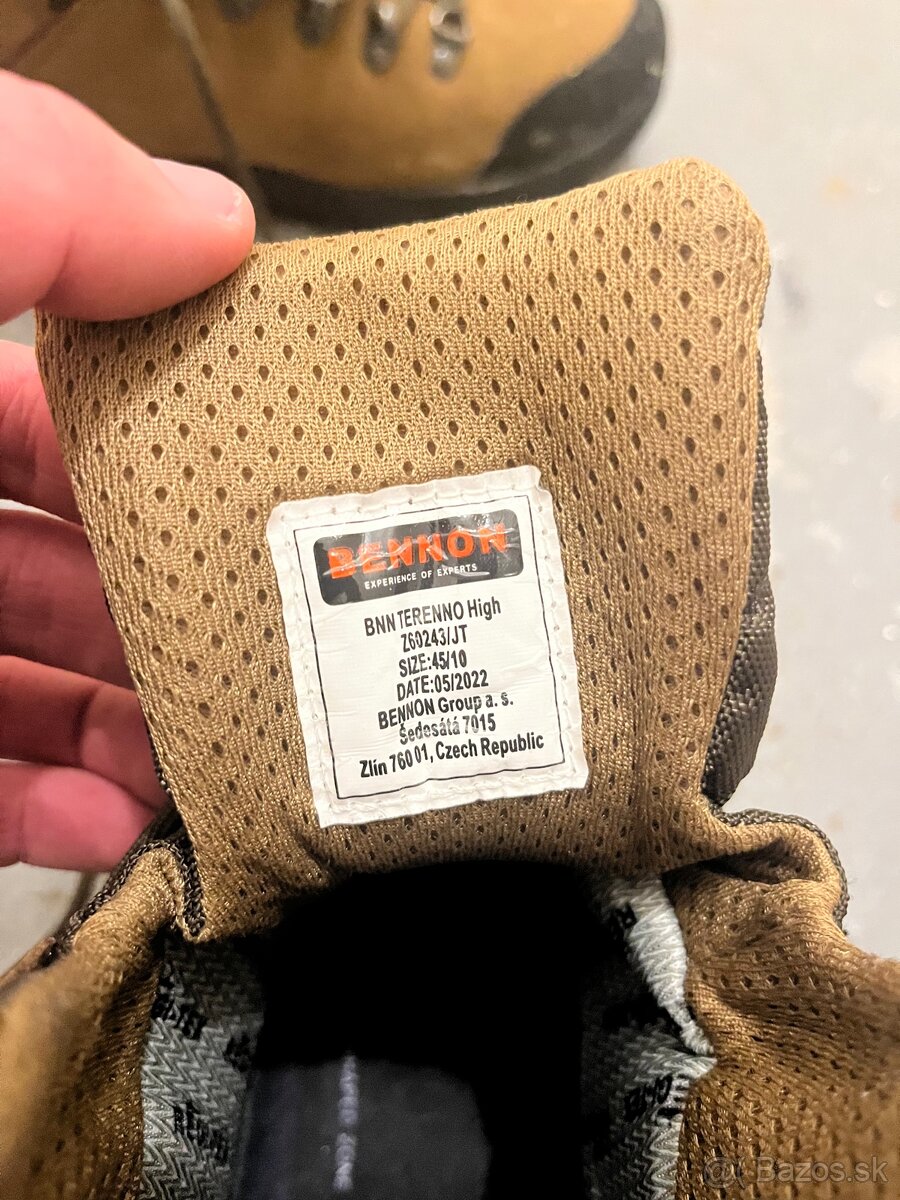 BENNON
EXPERIENCE OF EXPERTS
BNN TERENNO High
Z60243/JT
SIZE:45/10
DATE:05/2022
BENNON Group a. s.
Šedesátá 7015
Zlín 760 01, Czech Republic
Bazos.sk